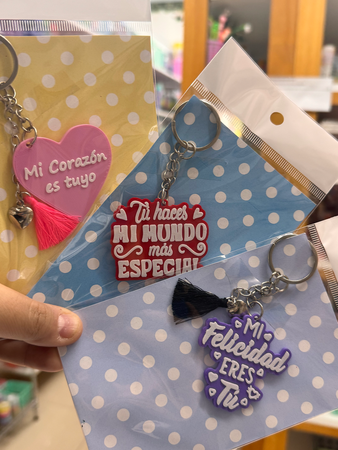 Mi Corazón
es tuyo
Tú haces
MI MUNDO
más
ESPECIAL
MI
Felicidad
ERES
Tú